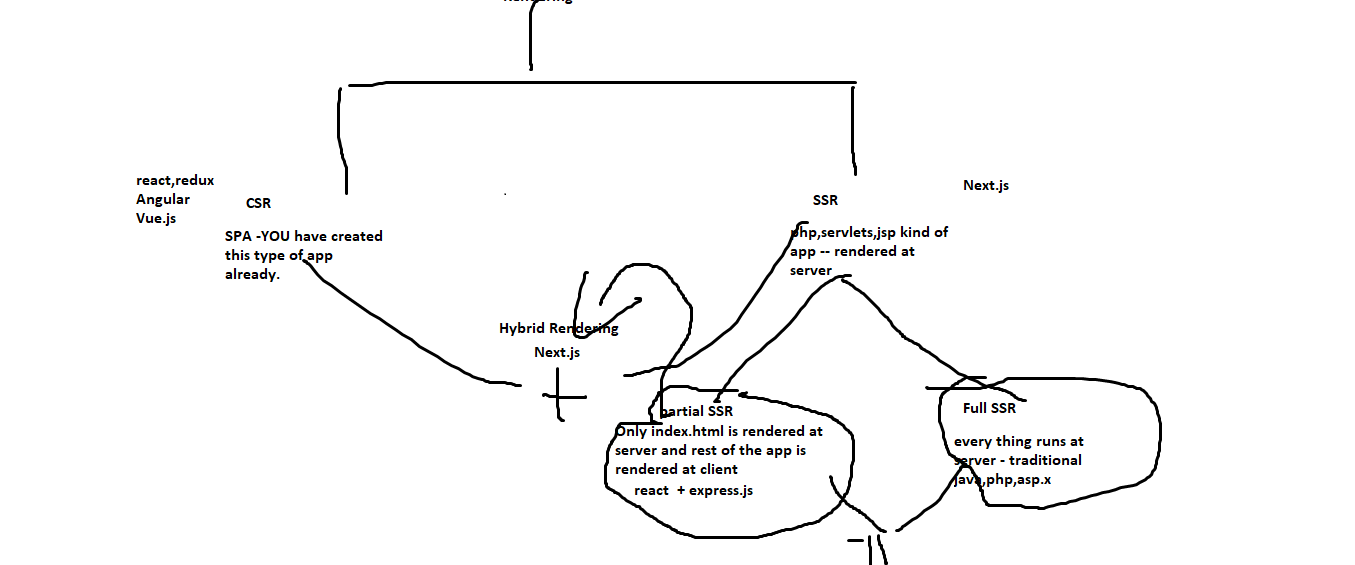 Rendering
react,redux
Angular
Vue.js
CSR
SPA -YOU have created
this type of app
already.
SSR
Next.js
php,servlets,jsp kind of
app -- rendered at
server
Hybrid Rendering
Next.js
partial SSR
Only index.html is rendered at
server and rest of the app is
rendered at client
react + express.js
Full SSR
every thing runs at
server - traditional
java,php,asp.x